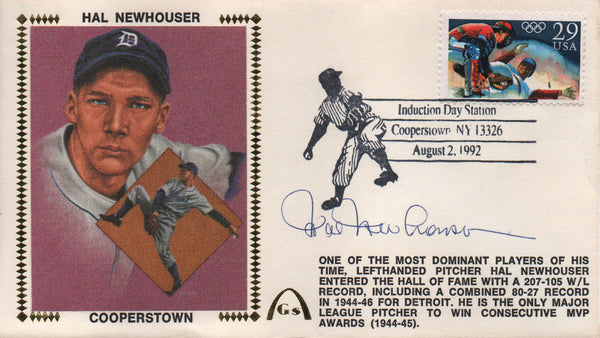 HAL NEWHOUSER
D
COOPERSTOWN
29
USA
Induction Day Station
Cooperstown NY 13326
August 2, 1992
Hal Newhouser
ONE OF THE MOST DOMINANT PLAYERS OF HIS
TIME, LEFTHANDED PITCHER HAL NEWHOUSER
ENTERED THE HALL OF FAME WITH A 207-105 W/L
RECORD, INCLUDING A COMBINED 80-27 RECORD
IN 1944-46 FOR DETROIT. HE IS THE ONLY MAJOR
LEAGUE PITCHER TO WIN CONSECUTIVE MVP
AWARDS (1944-45).
Gs